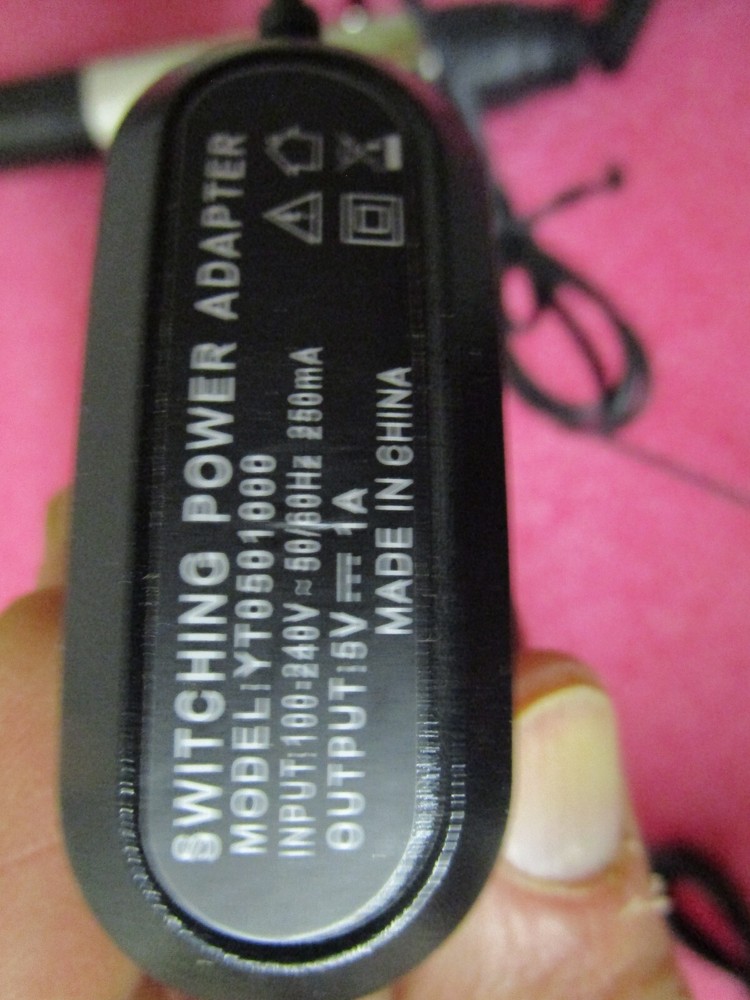 SWITCHING POWER ADAPTER
MODEL:YT0501000
INPUT:100-240V ~ 50/60Hz 250mA
OUTPUT:5V ⎓ 1A
MADE IN CHINA